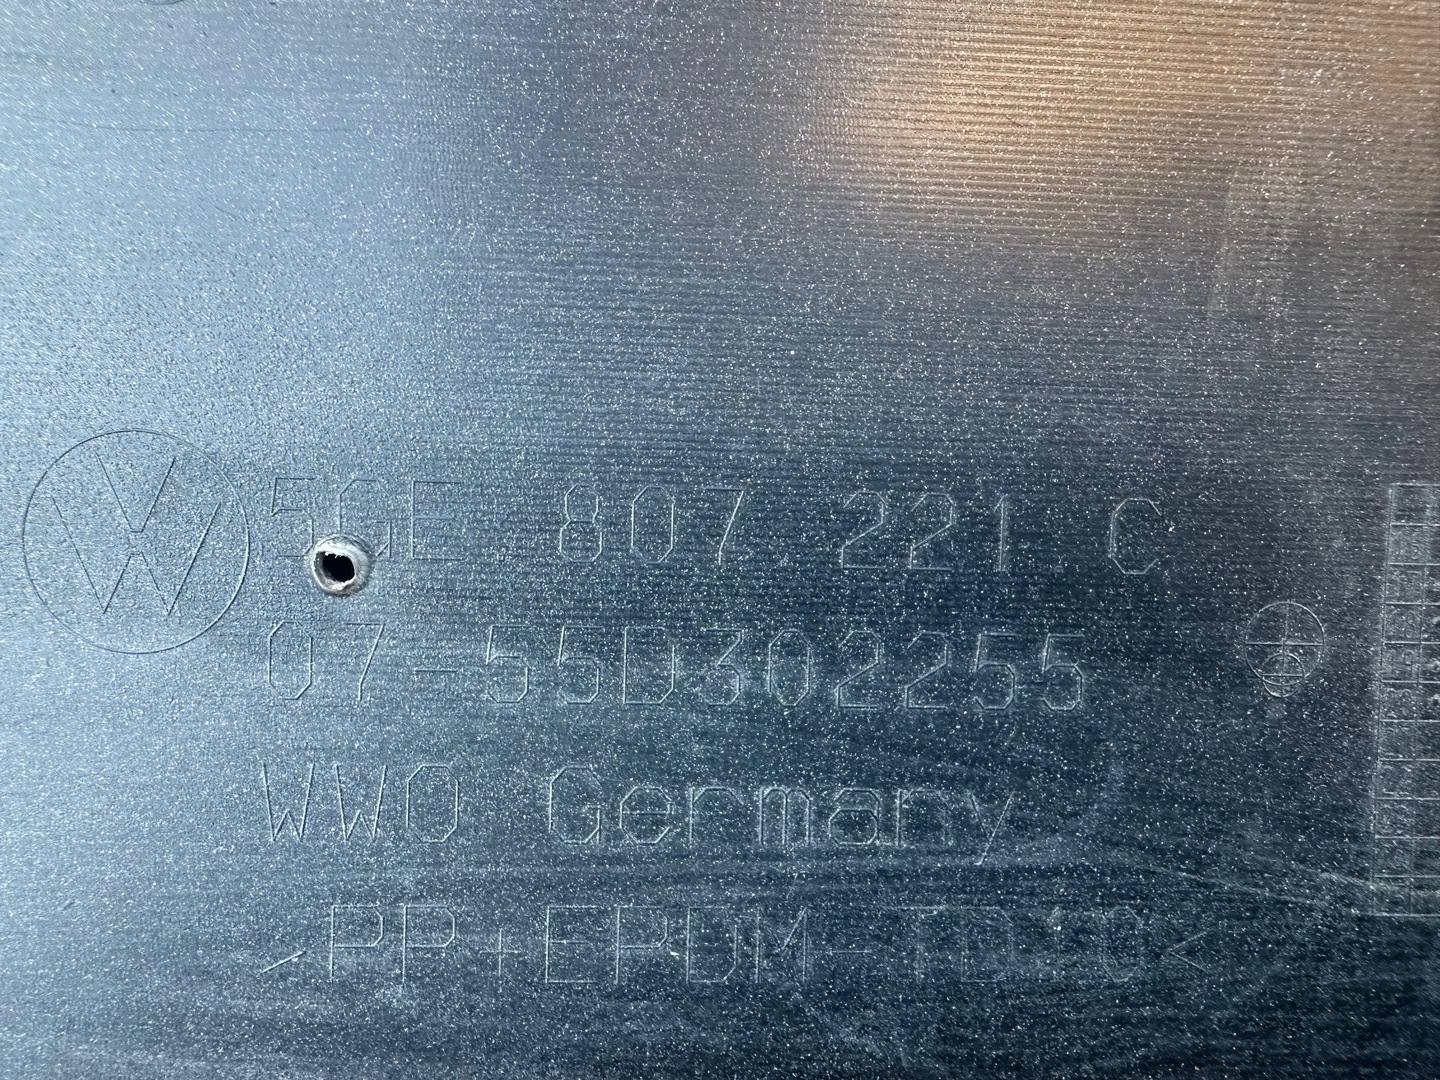 5GE 807 221 C
07-55D302255
WWO Germany
>PP+EPDM-TD10<